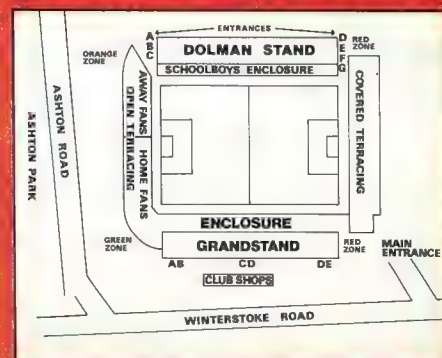 ENTRANCES
A
B
C
DOLMAN STAND
D
E
F
G
RED
ZONE
SCHOOLBOYS ENCLOSURE
ORANGE
ZONE
AWAY FANS
OPEN TERRACING
HOME FANS
COVERED TERRACING
ASHTON PARK
ASHTON ROAD
ENCLOSURE
GRANDSTAND
GREEN
ZONE
RED
ZONE
MAIN
ENTRANCE
AB CD DE
CLUB SHOPS
WINTERSTOKE ROAD